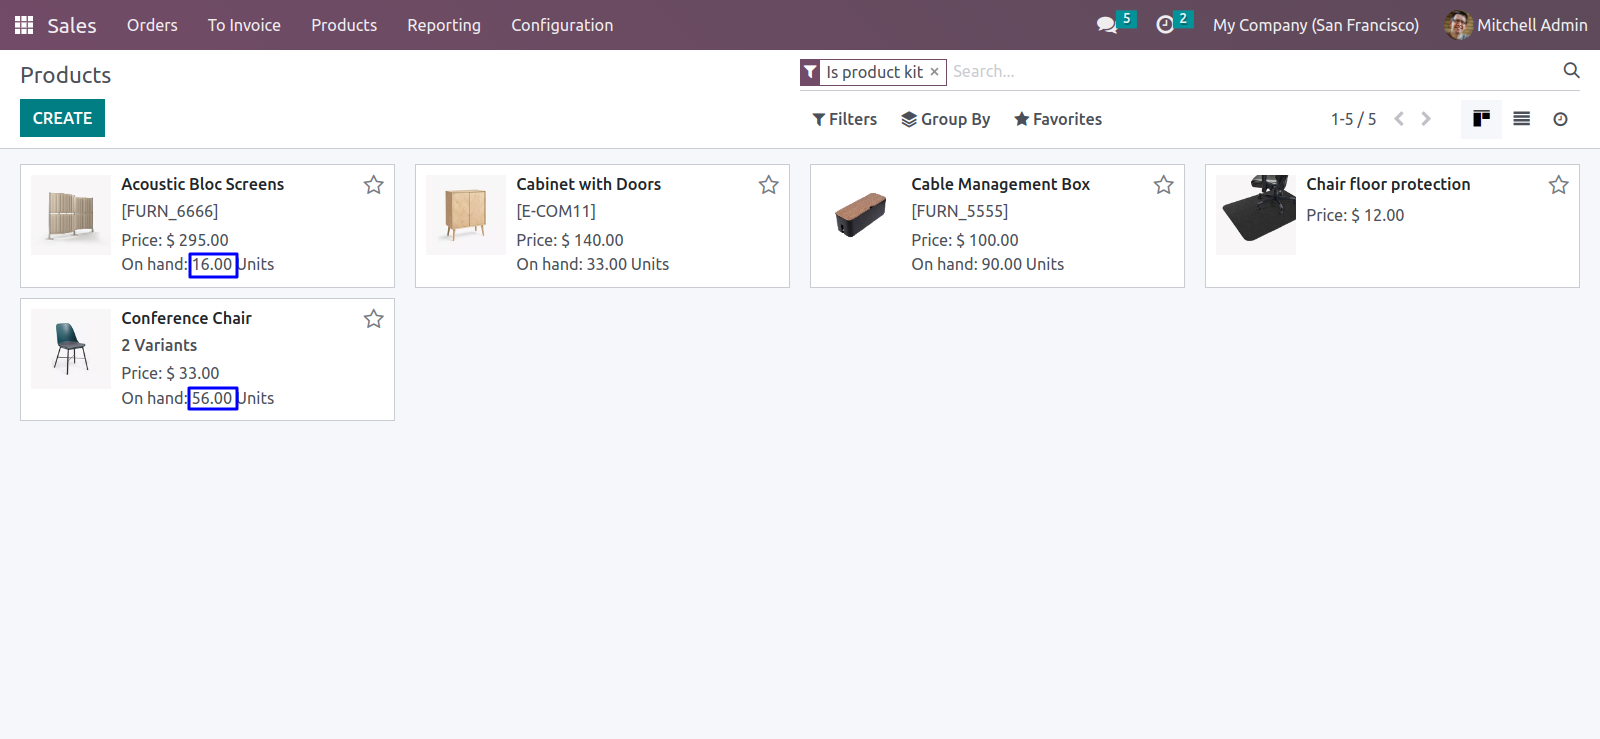 Sales Orders To Invoice Products Reporting Configuration 5 2 My Company (San Francisco) Mitchell Admin
Products
Is product kit × Search...
CREATE
Filters Group By Favorites 1-5 / 5
Acoustic Bloc Screens
[FURN_6666]
Price: $ 295.00
On hand: 16.00 Units
Cabinet with Doors
[E-COM11]
Price: $ 140.00
On hand: 33.00 Units
Cable Management Box
[FURN_5555]
Price: $ 100.00
On hand: 90.00 Units
Chair floor protection
Price: $ 12.00
Conference Chair
2 Variants
Price: $ 33.00
On hand: 56.00 Units